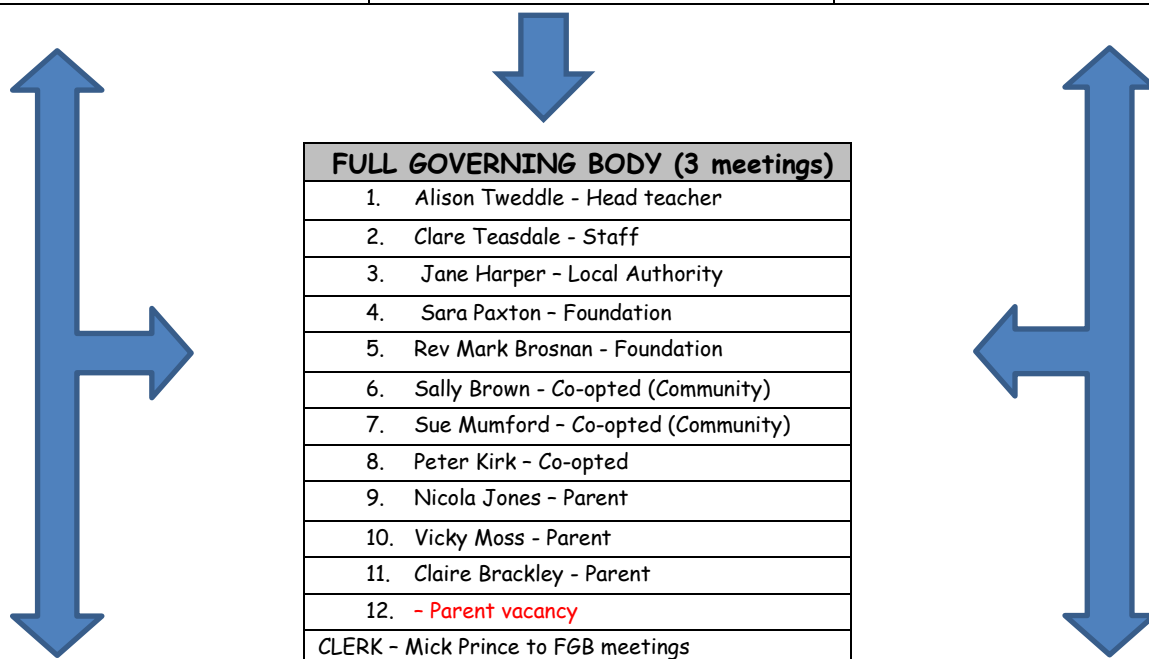 FULL GOVERNING BODY (3 meetings)
1. Alison Tweddle - Head teacher
2. Clare Teasdale - Staff
3. Jane Harper – Local Authority
4. Sara Paxton – Foundation
5. Rev Mark Brosnan - Foundation
6. Sally Brown - Co-opted (Community)
7. Sue Mumford – Co-opted (Community)
8. Peter Kirk – Co-opted
9. Nicola Jones – Parent
10. Vicky Moss - Parent
11. Claire Brackley - Parent
12. – Parent vacancy
CLERK – Mick Prince to FGB meetings